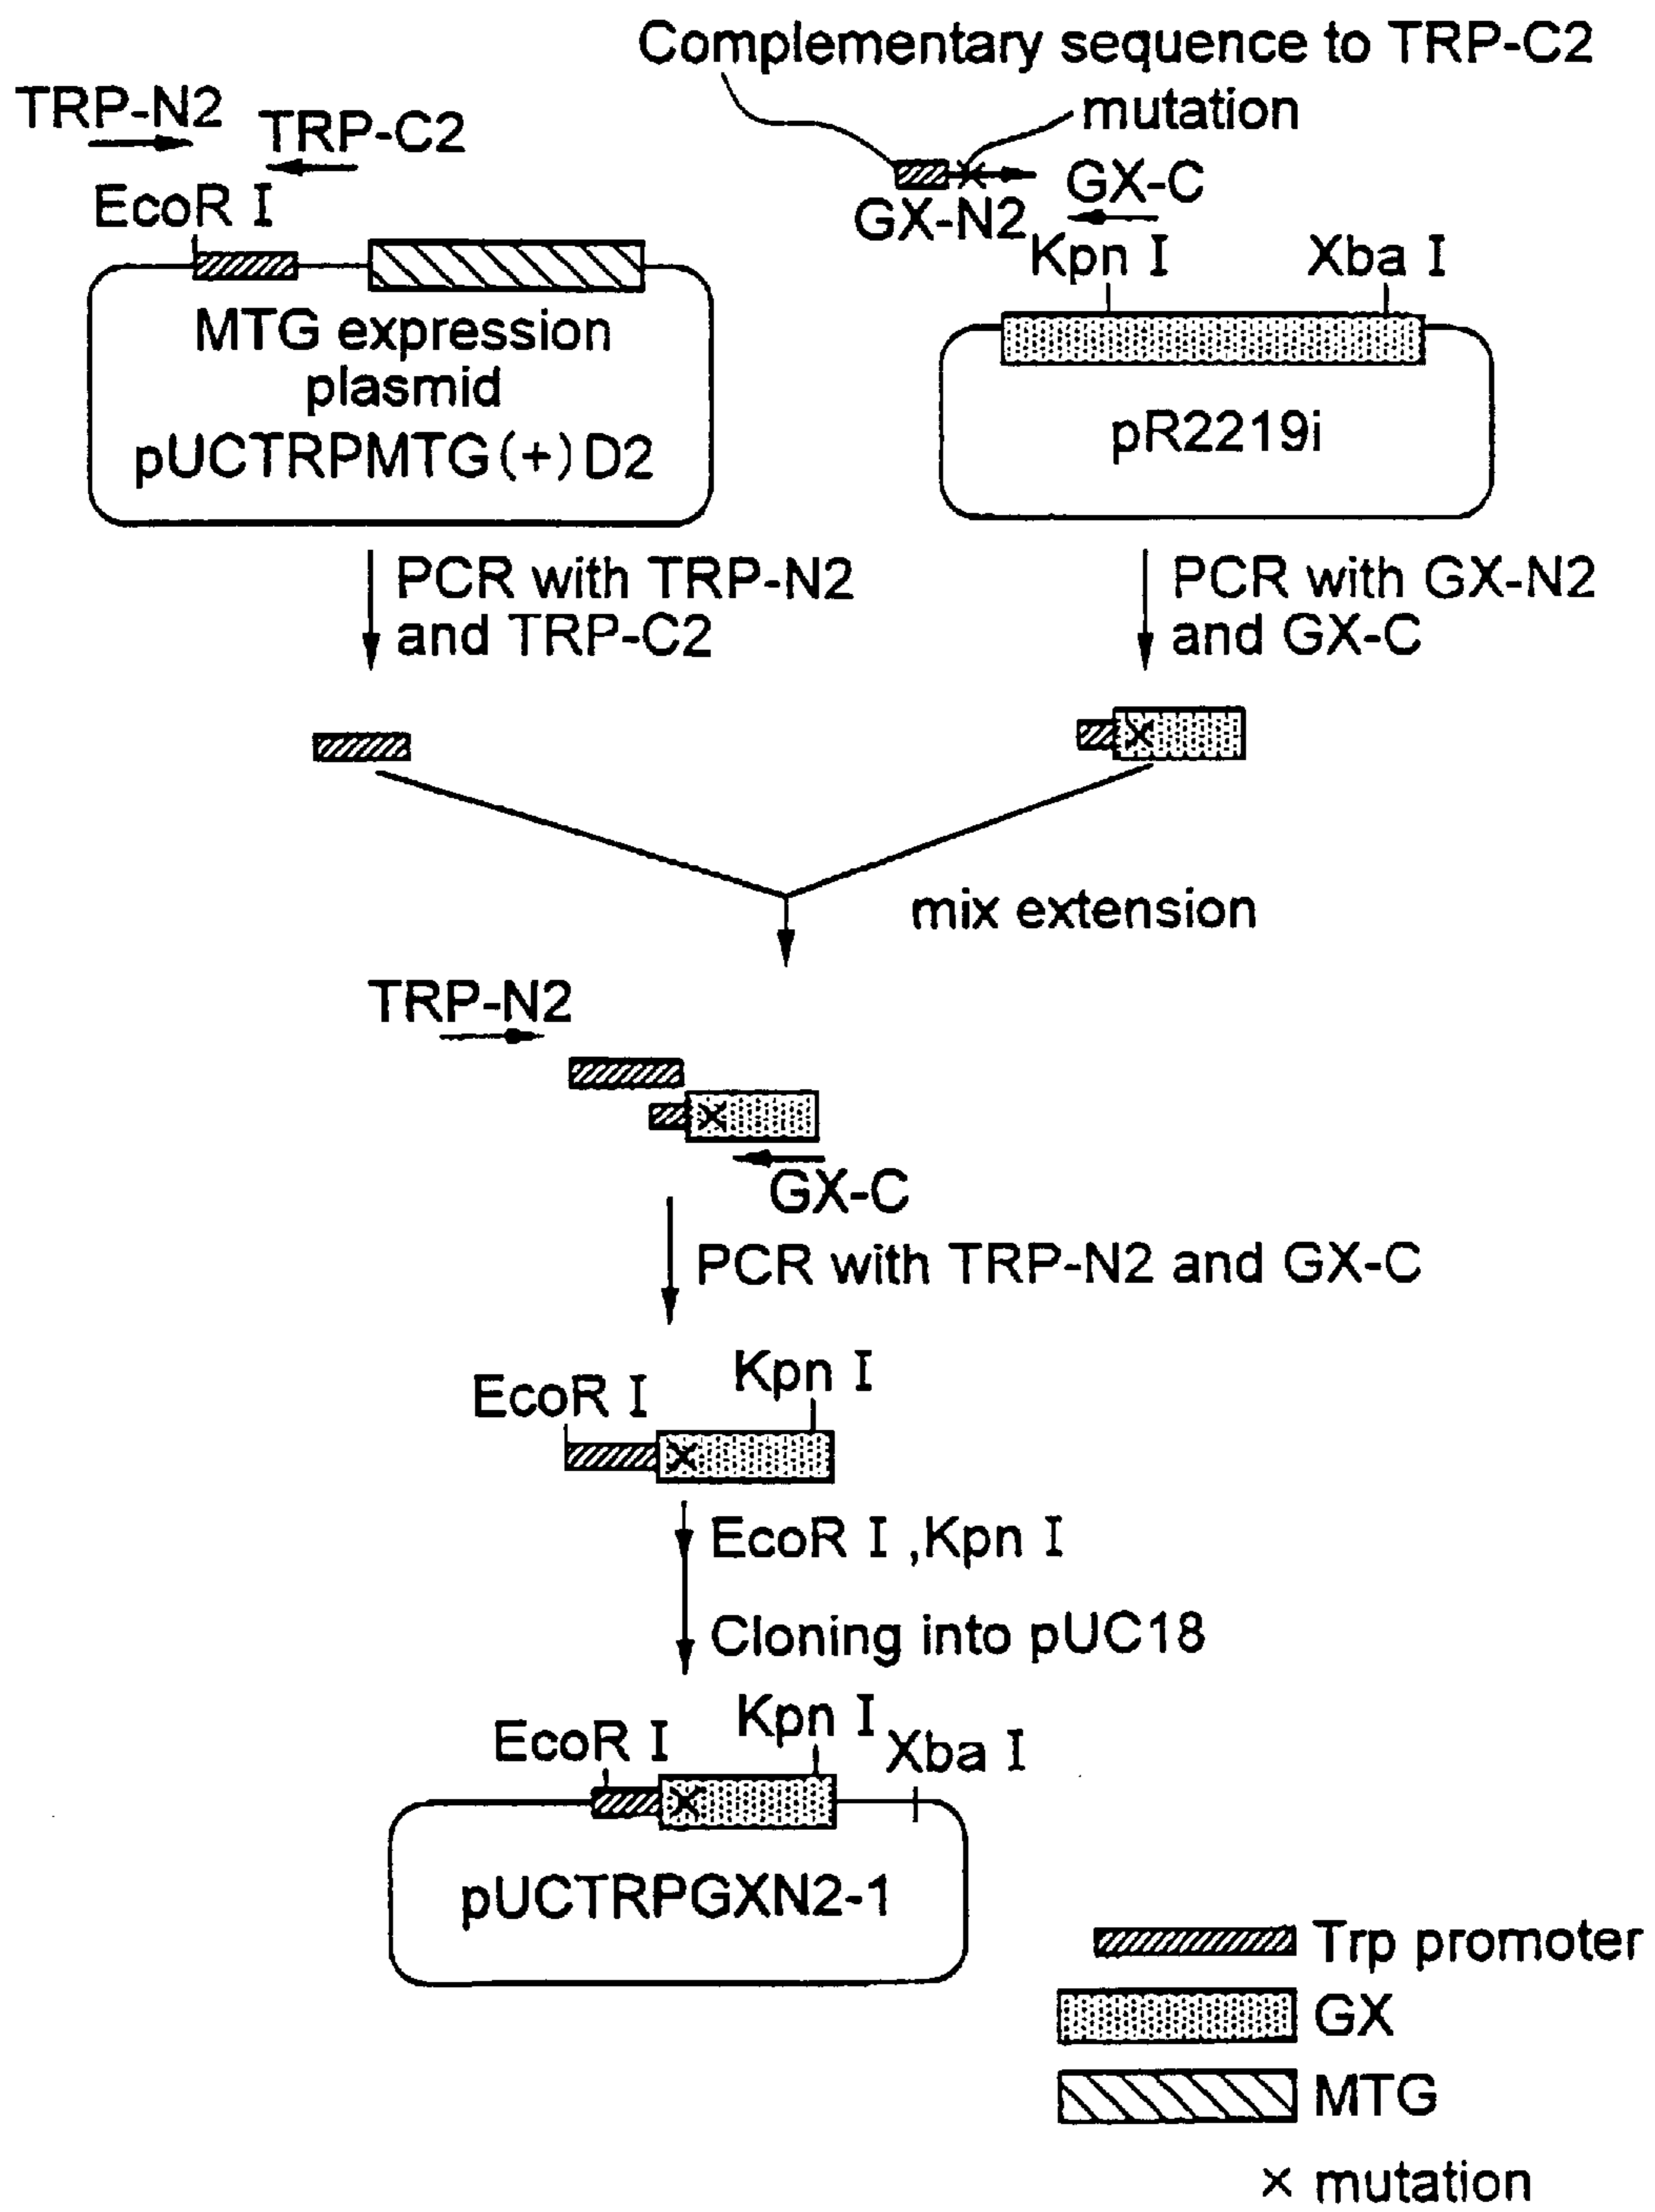 Complementary sequence to TRP-C2
mutation
TRP-N2
TRP-C2
EcoR I
GX-N2
GX-C
Kpn I
Xba I
MTG expression
plasmid
pUCTRPMTG(+)D2
pR2219i
PCR with TRP-N2
and TRP-C2
PCR with GX-N2
and GX-C
mix extension
TRP-N2
GX-C
PCR with TRP-N2 and GX-C
EcoR I
Kpn I
EcoR I ,Kpn I
Cloning into pUC18
EcoR I
Kpn I
Xba I
pUCTRPGXN2-1
Trp promoter
GX
MTG
× mutation